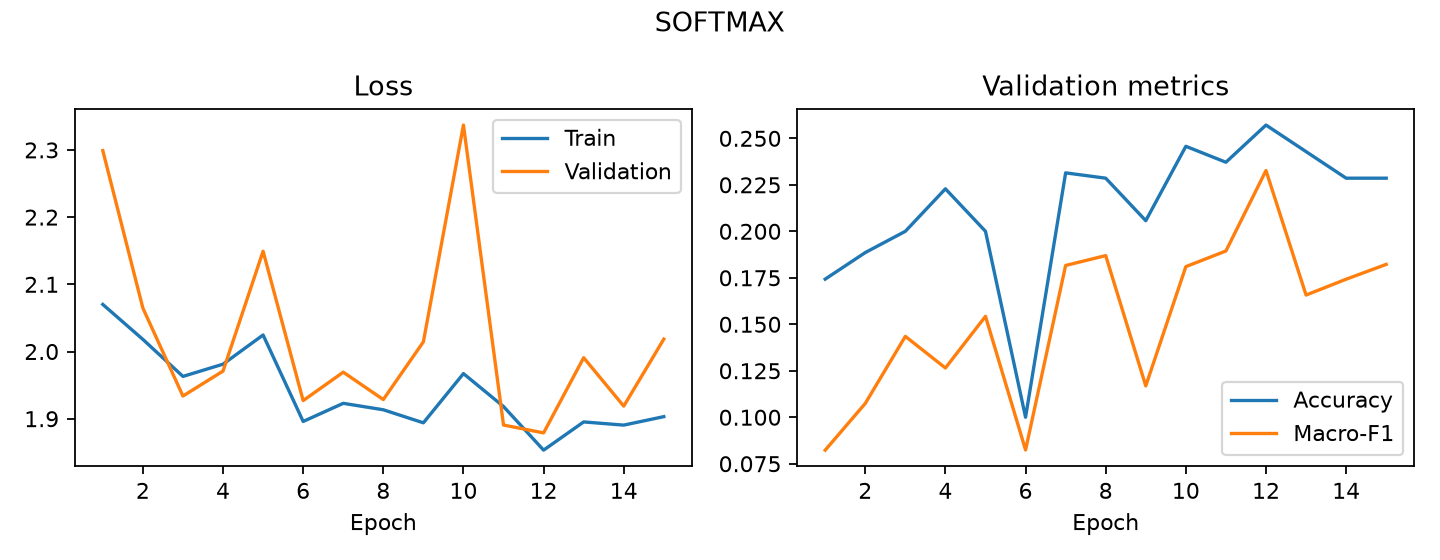 SOFTMAX
Loss
2.3
2.2
2.1
2.0
1.9
Train
Validation
2 4 6 8 10 12 14
Epoch
Validation metrics
0.250
0.225
0.200
0.175
0.150
0.125
0.100
0.075
Accuracy
Macro-F1
2 4 6 8 10 12 14
Epoch